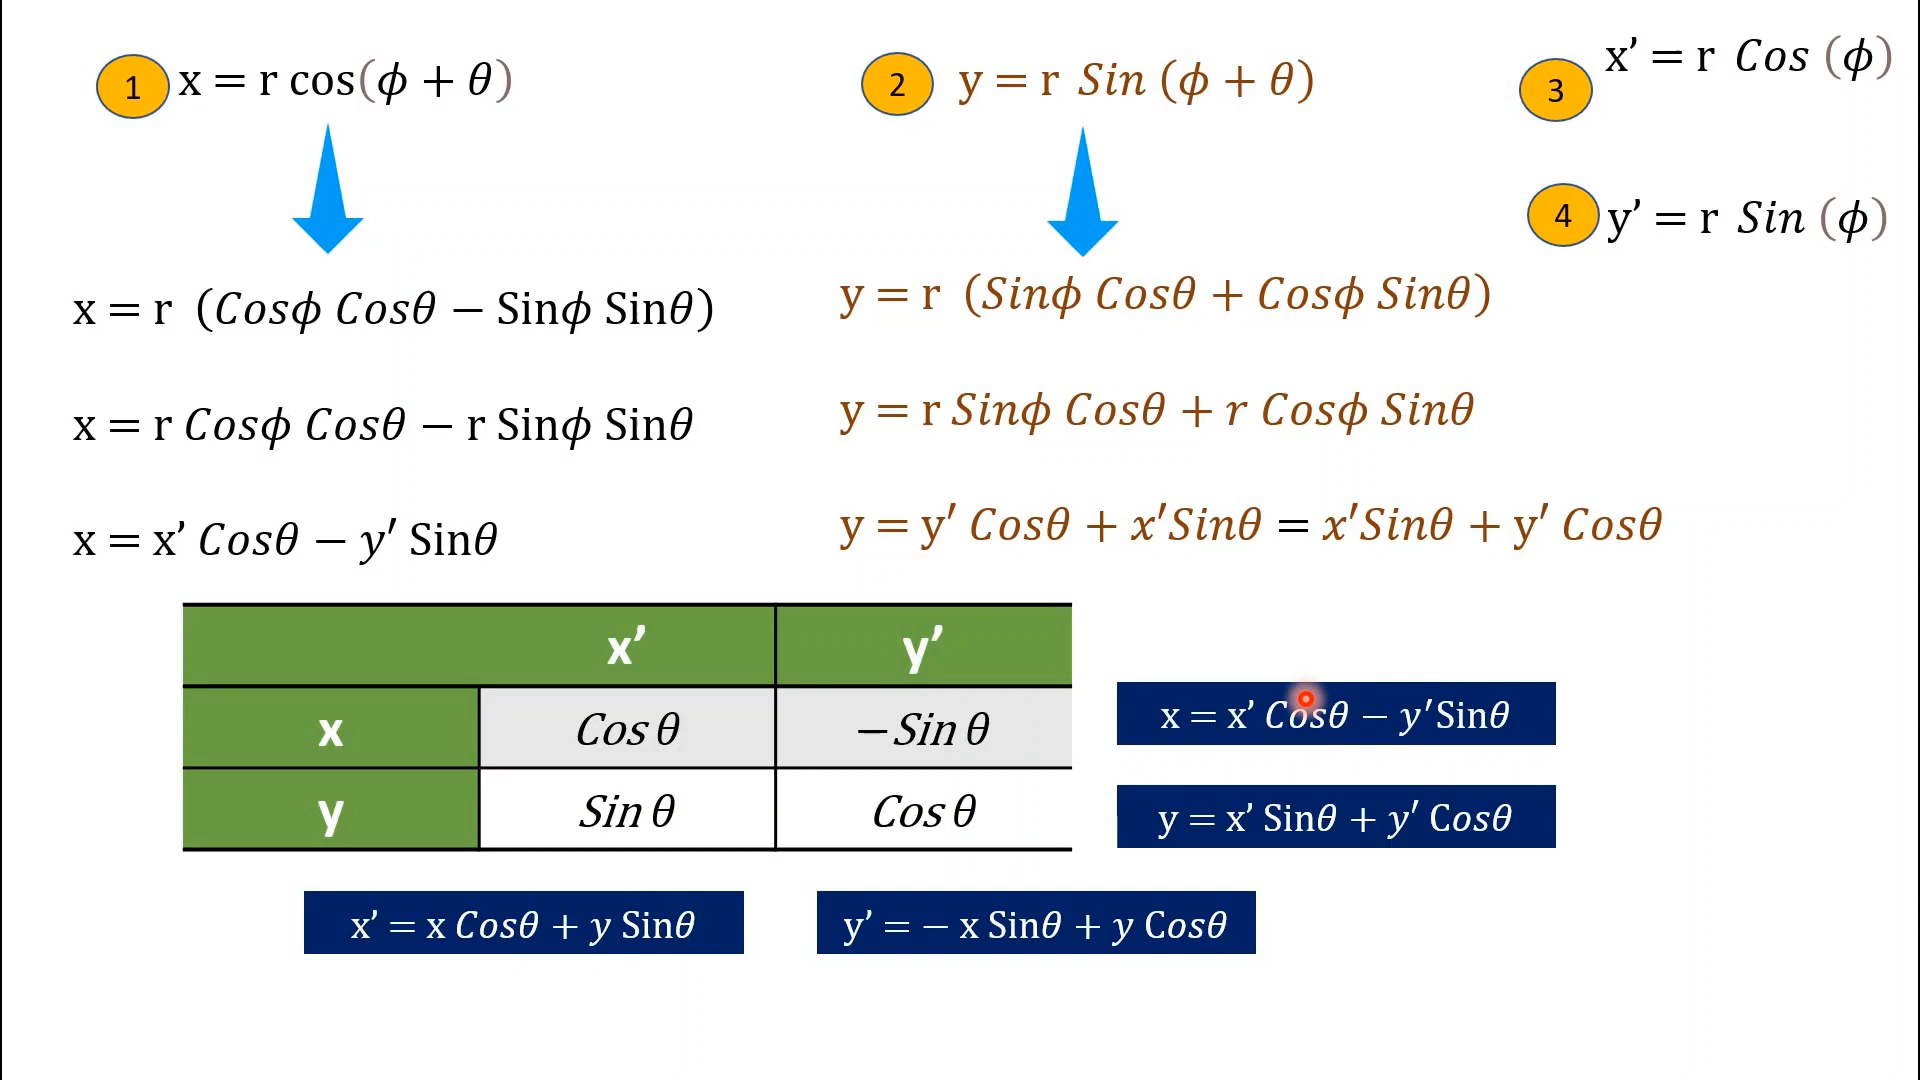 1 x = r cos(ϕ + θ)
2 y = r Sin (ϕ + θ)
3 x’ = r Cos (ϕ)
4 y’ = r Sin (ϕ)
x = r (Cosϕ Cosθ − Sinϕ Sinθ)
y = r (Sinϕ Cosθ + Cosϕ Sinθ)
x = r Cosϕ Cosθ − r Sinϕ Sinθ
y = r Sinϕ Cosθ + r Cosϕ Sinθ
x = x’ Cosθ − y′ Sinθ
y = y′ Cosθ + x′Sinθ = x′Sinθ + y′ Cosθ
x’ y’
x Cos θ −Sin θ
y Sin θ Cos θ
x = x’ Cosθ − y′Sinθ
y = x’ Sinθ + y′ Cosθ
x’ = x Cosθ + y Sinθ
y’ = − x Sinθ + y Cosθ